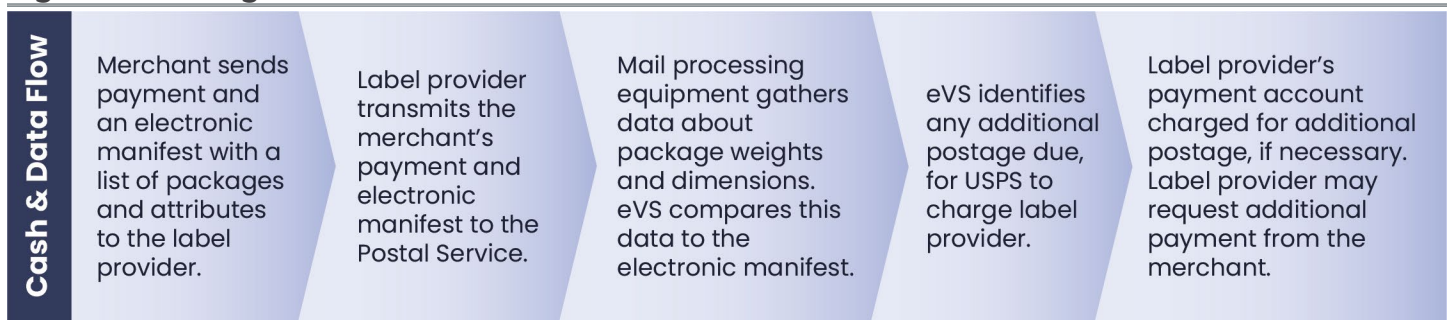 Cash & Data Flow
Merchant sends
payment and
an electronic
manifest with a
list of packages
and attributes
to the label
provider.
Label provider
transmits the
merchant’s
payment and
electronic
manifest to the
Postal Service.
Mail processing
equipment gathers
data about
package weights
and dimensions.
eVS compares this
data to the
electronic manifest.
eVS identifies
any additional
postage due,
for USPS to
charge label
provider.
Label provider’s
payment account
charged for additional
postage, if necessary.
Label provider may
request additional
payment from the
merchant.